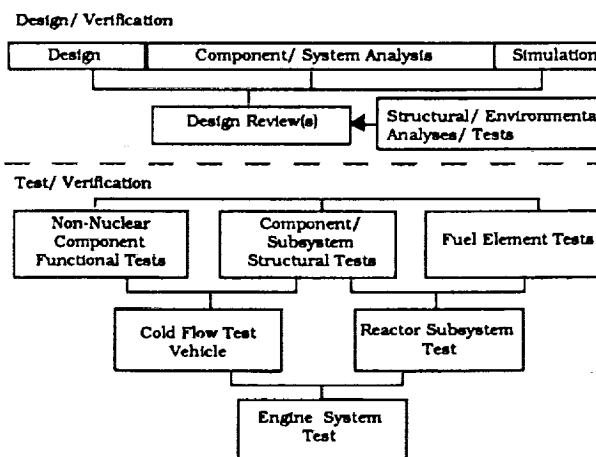 Design/ Verification
Design
Component/ System Analysis
Simulation
Design Review(s)
Structural/ Environmental
Analyses/ Tests
Test/ Verification
Non-Nuclear
Component
Functional Tests
Component/
Subsystem
Structural Tests
Fuel Element Tests
Cold Flow Test
Vehicle
Reactor Subsystem
Test
Engine System
Test